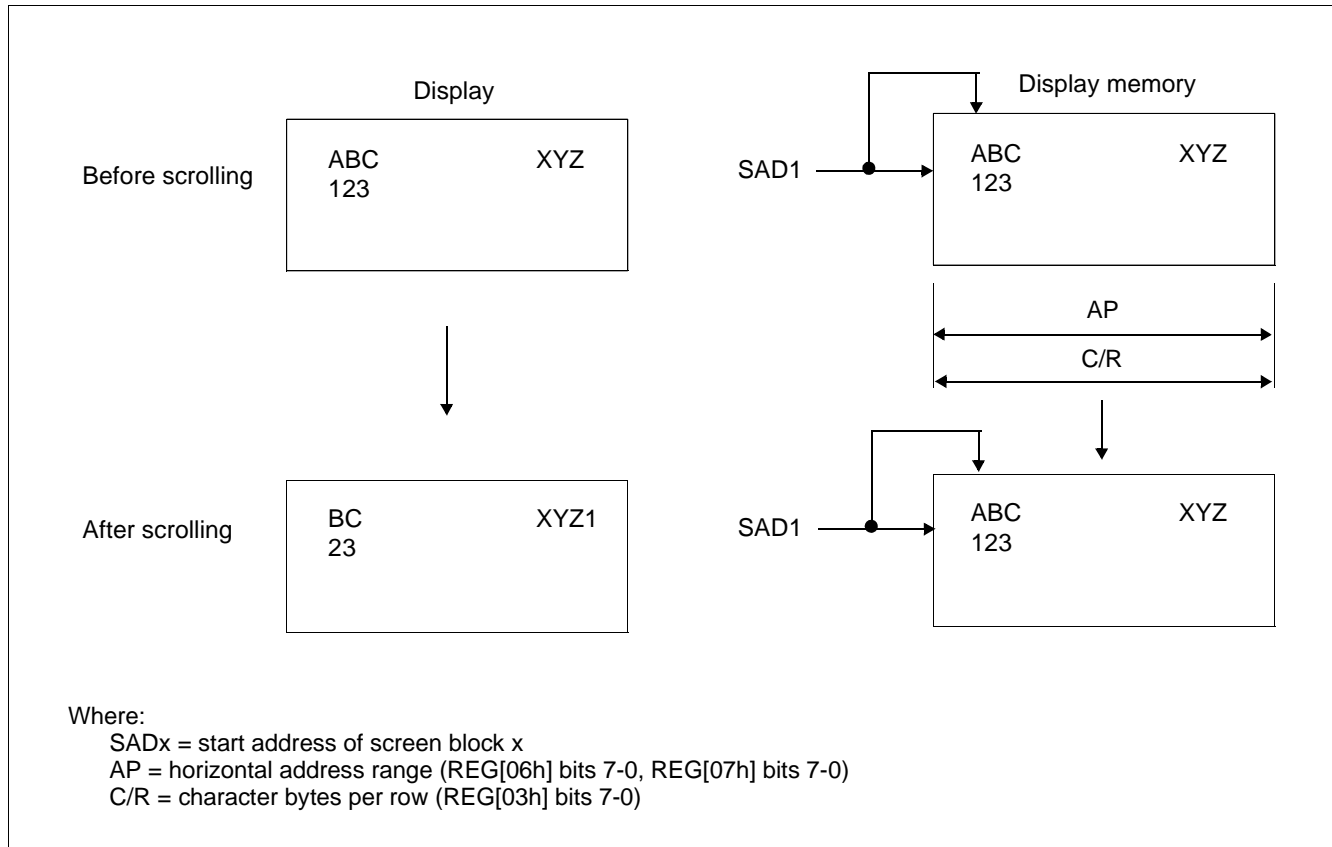 Display
Before scrolling
ABC XYZ
123
Display memory
SAD1
ABC XYZ
123
AP
C/R
After scrolling
BC XYZ1
23
SAD1
ABC XYZ
123
Where:
SADx = start address of screen block x
AP = horizontal address range (REG[06h] bits 7-0, REG[07h] bits 7-0)
C/R = character bytes per row (REG[03h] bits 7-0)